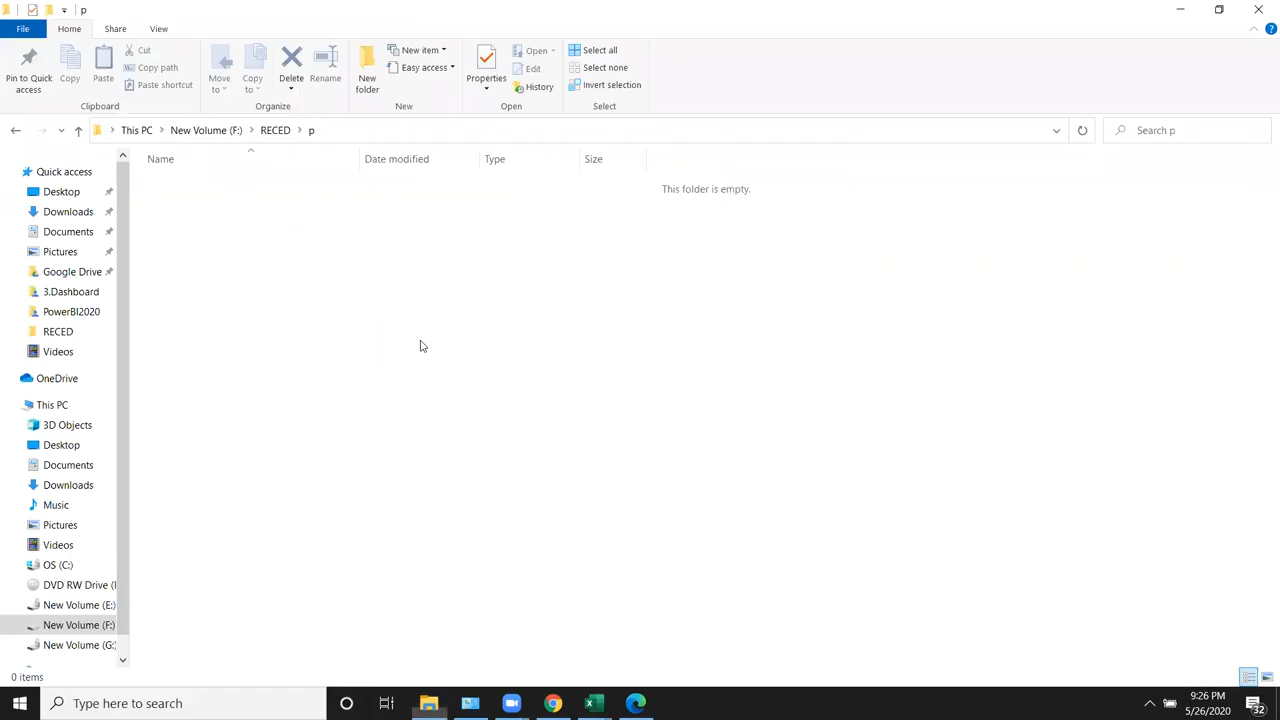 p
File
Home
Share
View
Pin to Quick access
Copy
Paste
Cut
Copy path
Paste shortcut
Clipboard
Move to
Copy to
Delete
Rename
Organize
New folder
New item
Easy access
New
Properties
Open
Edit
History
Open
Select all
Select none
Invert selection
Select
This PC
New Volume (F:)
RECED
p
Search p
Name
Date modified
Type
Size
This folder is empty.
Quick access
Desktop
Downloads
Documents
Pictures
Google Drive
3.Dashboard
PowerBI2020
RECED
Videos
OneDrive
This PC
3D Objects
Desktop
Documents
Downloads
Music
Pictures
Videos
OS (C:)
DVD RW Drive (
New Volume (E:)
New Volume (F:)
New Volume (G:)
0 items
Type here to search
9:26 PM
5/26/2020
32